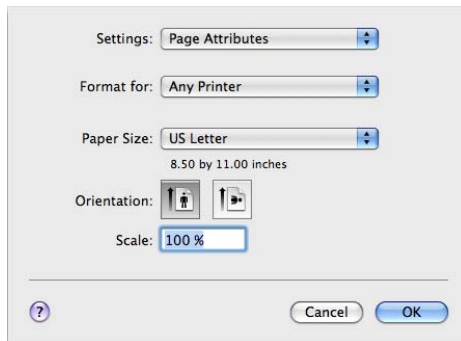 Settings: Page Attributes
Format for: Any Printer
Paper Size: US Letter
8.50 by 11.00 inches
Orientation:
Scale: 100 %
? Cancel OK